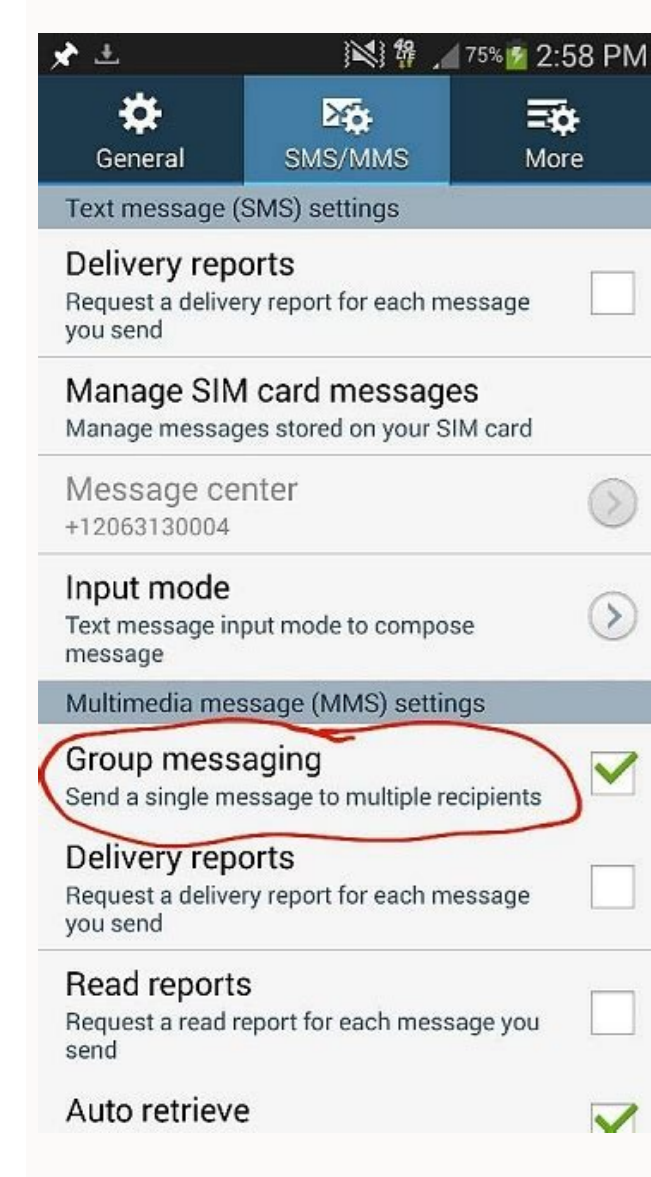 75% 2:58 PM
General SMS/MMS More
Text message (SMS) settings
Delivery reports
Request a delivery report for each message
you send
Manage SIM card messages
Manage messages stored on your SIM card
Message center
+12063130004
Input mode
Text message input mode to compose
message
Multimedia message (MMS) settings
Group messaging
Send a single message to multiple recipients
Delivery reports
Request a delivery report for each message
you send
Read reports
Request a read report for each message you
send
Auto retrieve